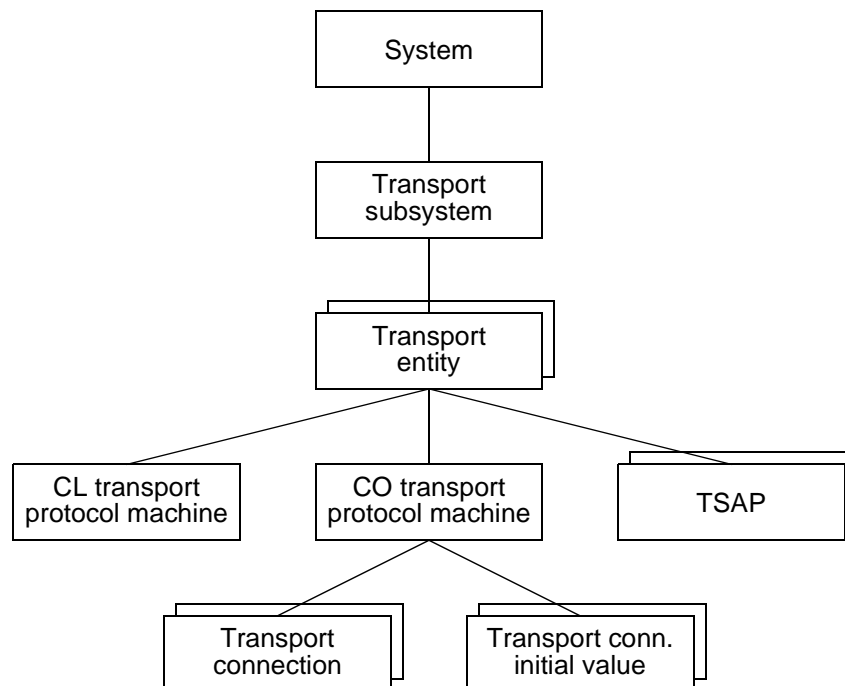 System
Transport
subsystem
Transport
entity
CL transport
protocol machine
CO transport
protocol machine
TSAP
Transport
connection
Transport conn.
initial value